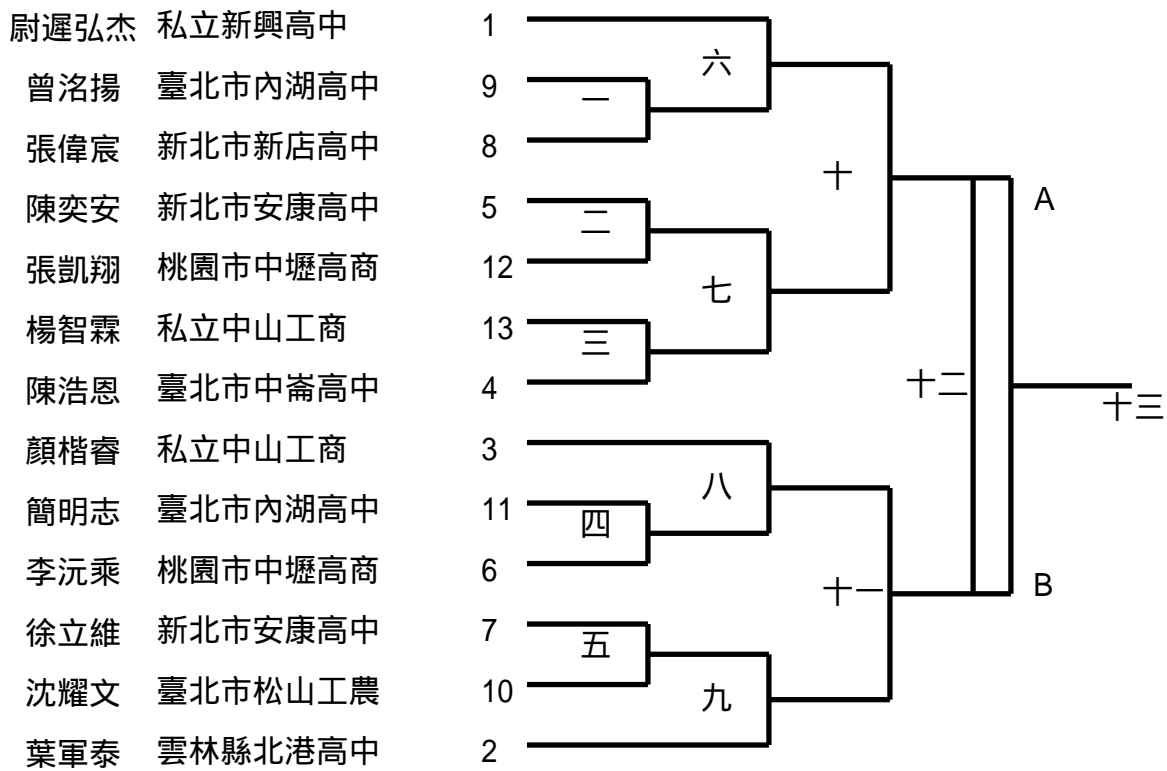 尉遲弘杰 私立新興高中 1
六
曾洺揚 臺北市內湖高中 9
一
張偉宸 新北市新店高中 8
十
陳奕安 新北市安康高中 5
A
二
張凱翔 桃園市中壢高商 12
七
楊智霖 私立中山工商 13
三
陳浩恩 臺北市中崙高中 4
十二
十三
顏楷睿 私立中山工商 3
八
簡明志 臺北市內湖高中 11
四
李沅乘 桃園市中壢高商 6
十一
B
徐立維 新北市安康高中 7
五
沈耀文 臺北市松山工農 10
九
葉軍泰 雲林縣北港高中 2